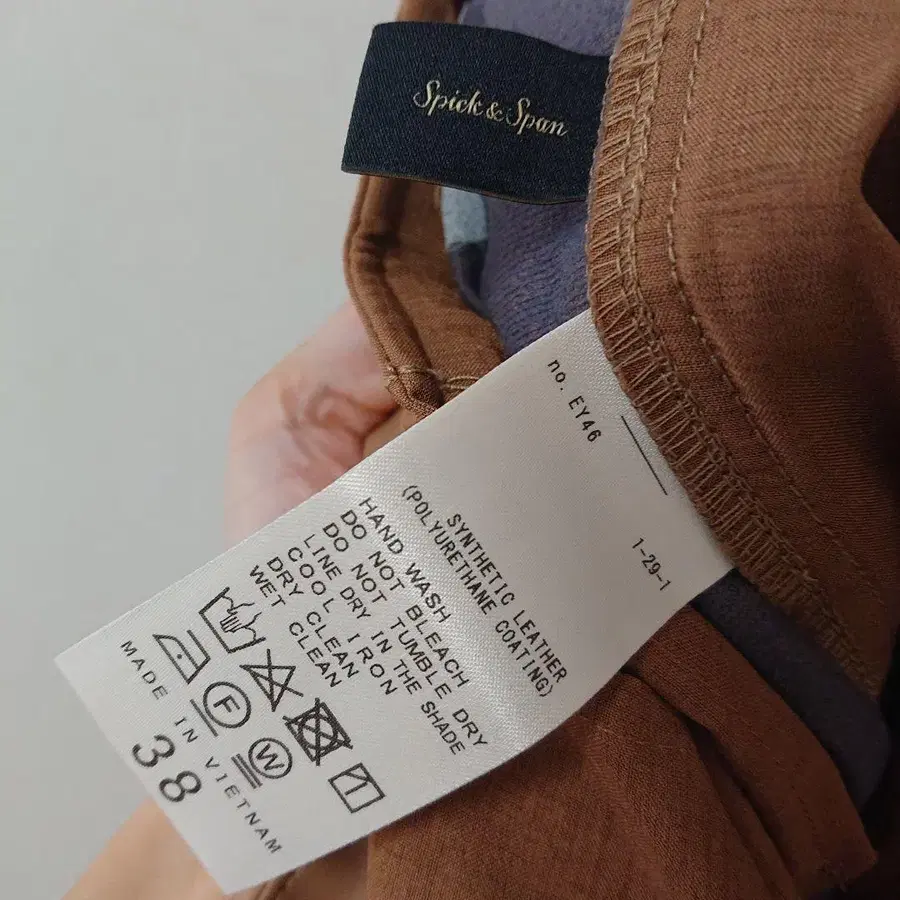 Spick & Span
no. EY46
1-29-1
SYNTHETIC LEATHER
(POLYURETHANE COATING)
HAND WASH
DO NOT BLEACH
DO NOT TUMBLE DRY
LINE DRY IN THE SHADE
COOL IRON
DRY CLEAN
WET CLEAN
F
W
MADE IN VIETNAM
38